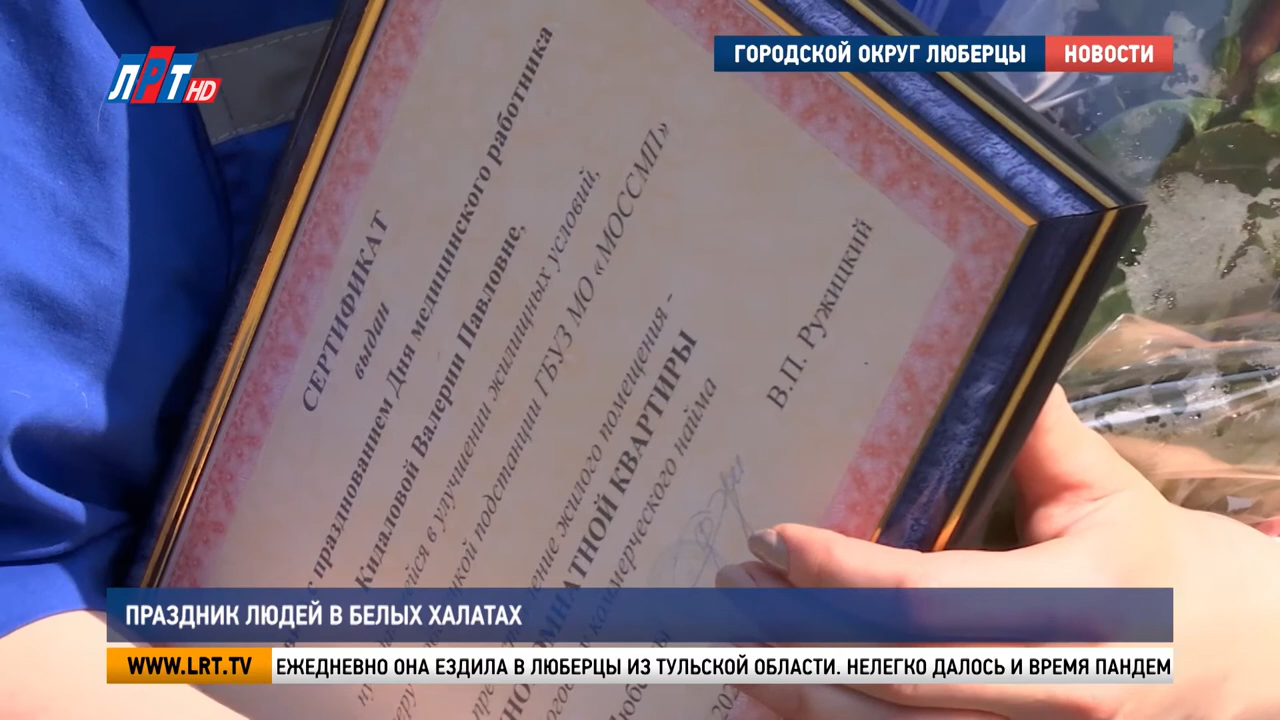 ЛРТ HD
ГОРОДСКОЙ ОКРУГ ЛЮБЕРЦЫ НОВОСТИ
СЕРТИФИКАТ
выдан
с празднованием Дня медицинского работника
Кидаловой Валерии Павловне,
в улучшении жилищных условий,
подстанции ГБУЗ МО «МОССМП»
жилого помещения -
КВАРТИРЫ
коммерческого найма
В.П. Ружицкий
ПРАЗДНИК ЛЮДЕЙ В БЕЛЫХ ХАЛАТАХ
WWW.LRT.TV ЕЖЕДНЕВНО ОНА ЕЗДИЛА В ЛЮБЕРЦЫ ИЗ ТУЛЬСКОЙ ОБЛАСТИ. НЕЛЕГКО ДАЛОСЬ И ВРЕМЯ ПАНДЕМ